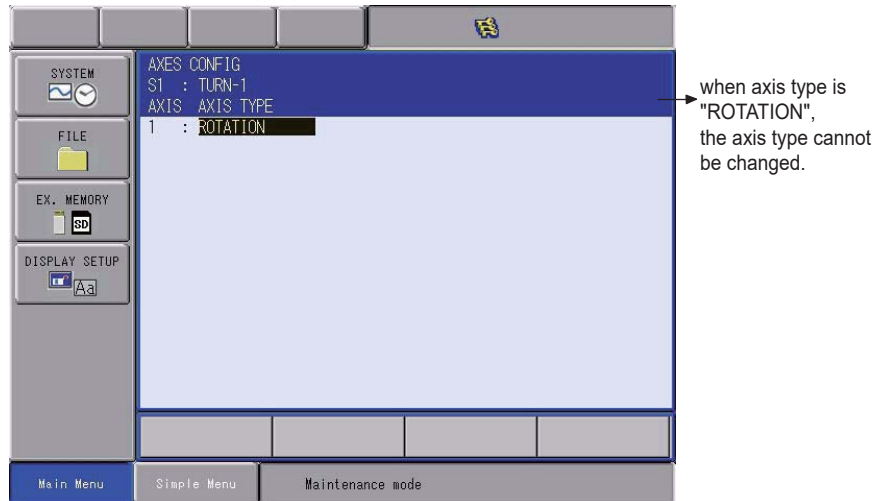 SYSTEM
FILE
EX. MEMORY
SD
DISPLAY SETUP
Aa
AXES CONFIG
S1 : TURN-1
AXIS AXIS TYPE
1 : ROTATION
when axis type is
"ROTATION",
the axis type cannot
be changed.
Main Menu
Simple Menu
Maintenance mode